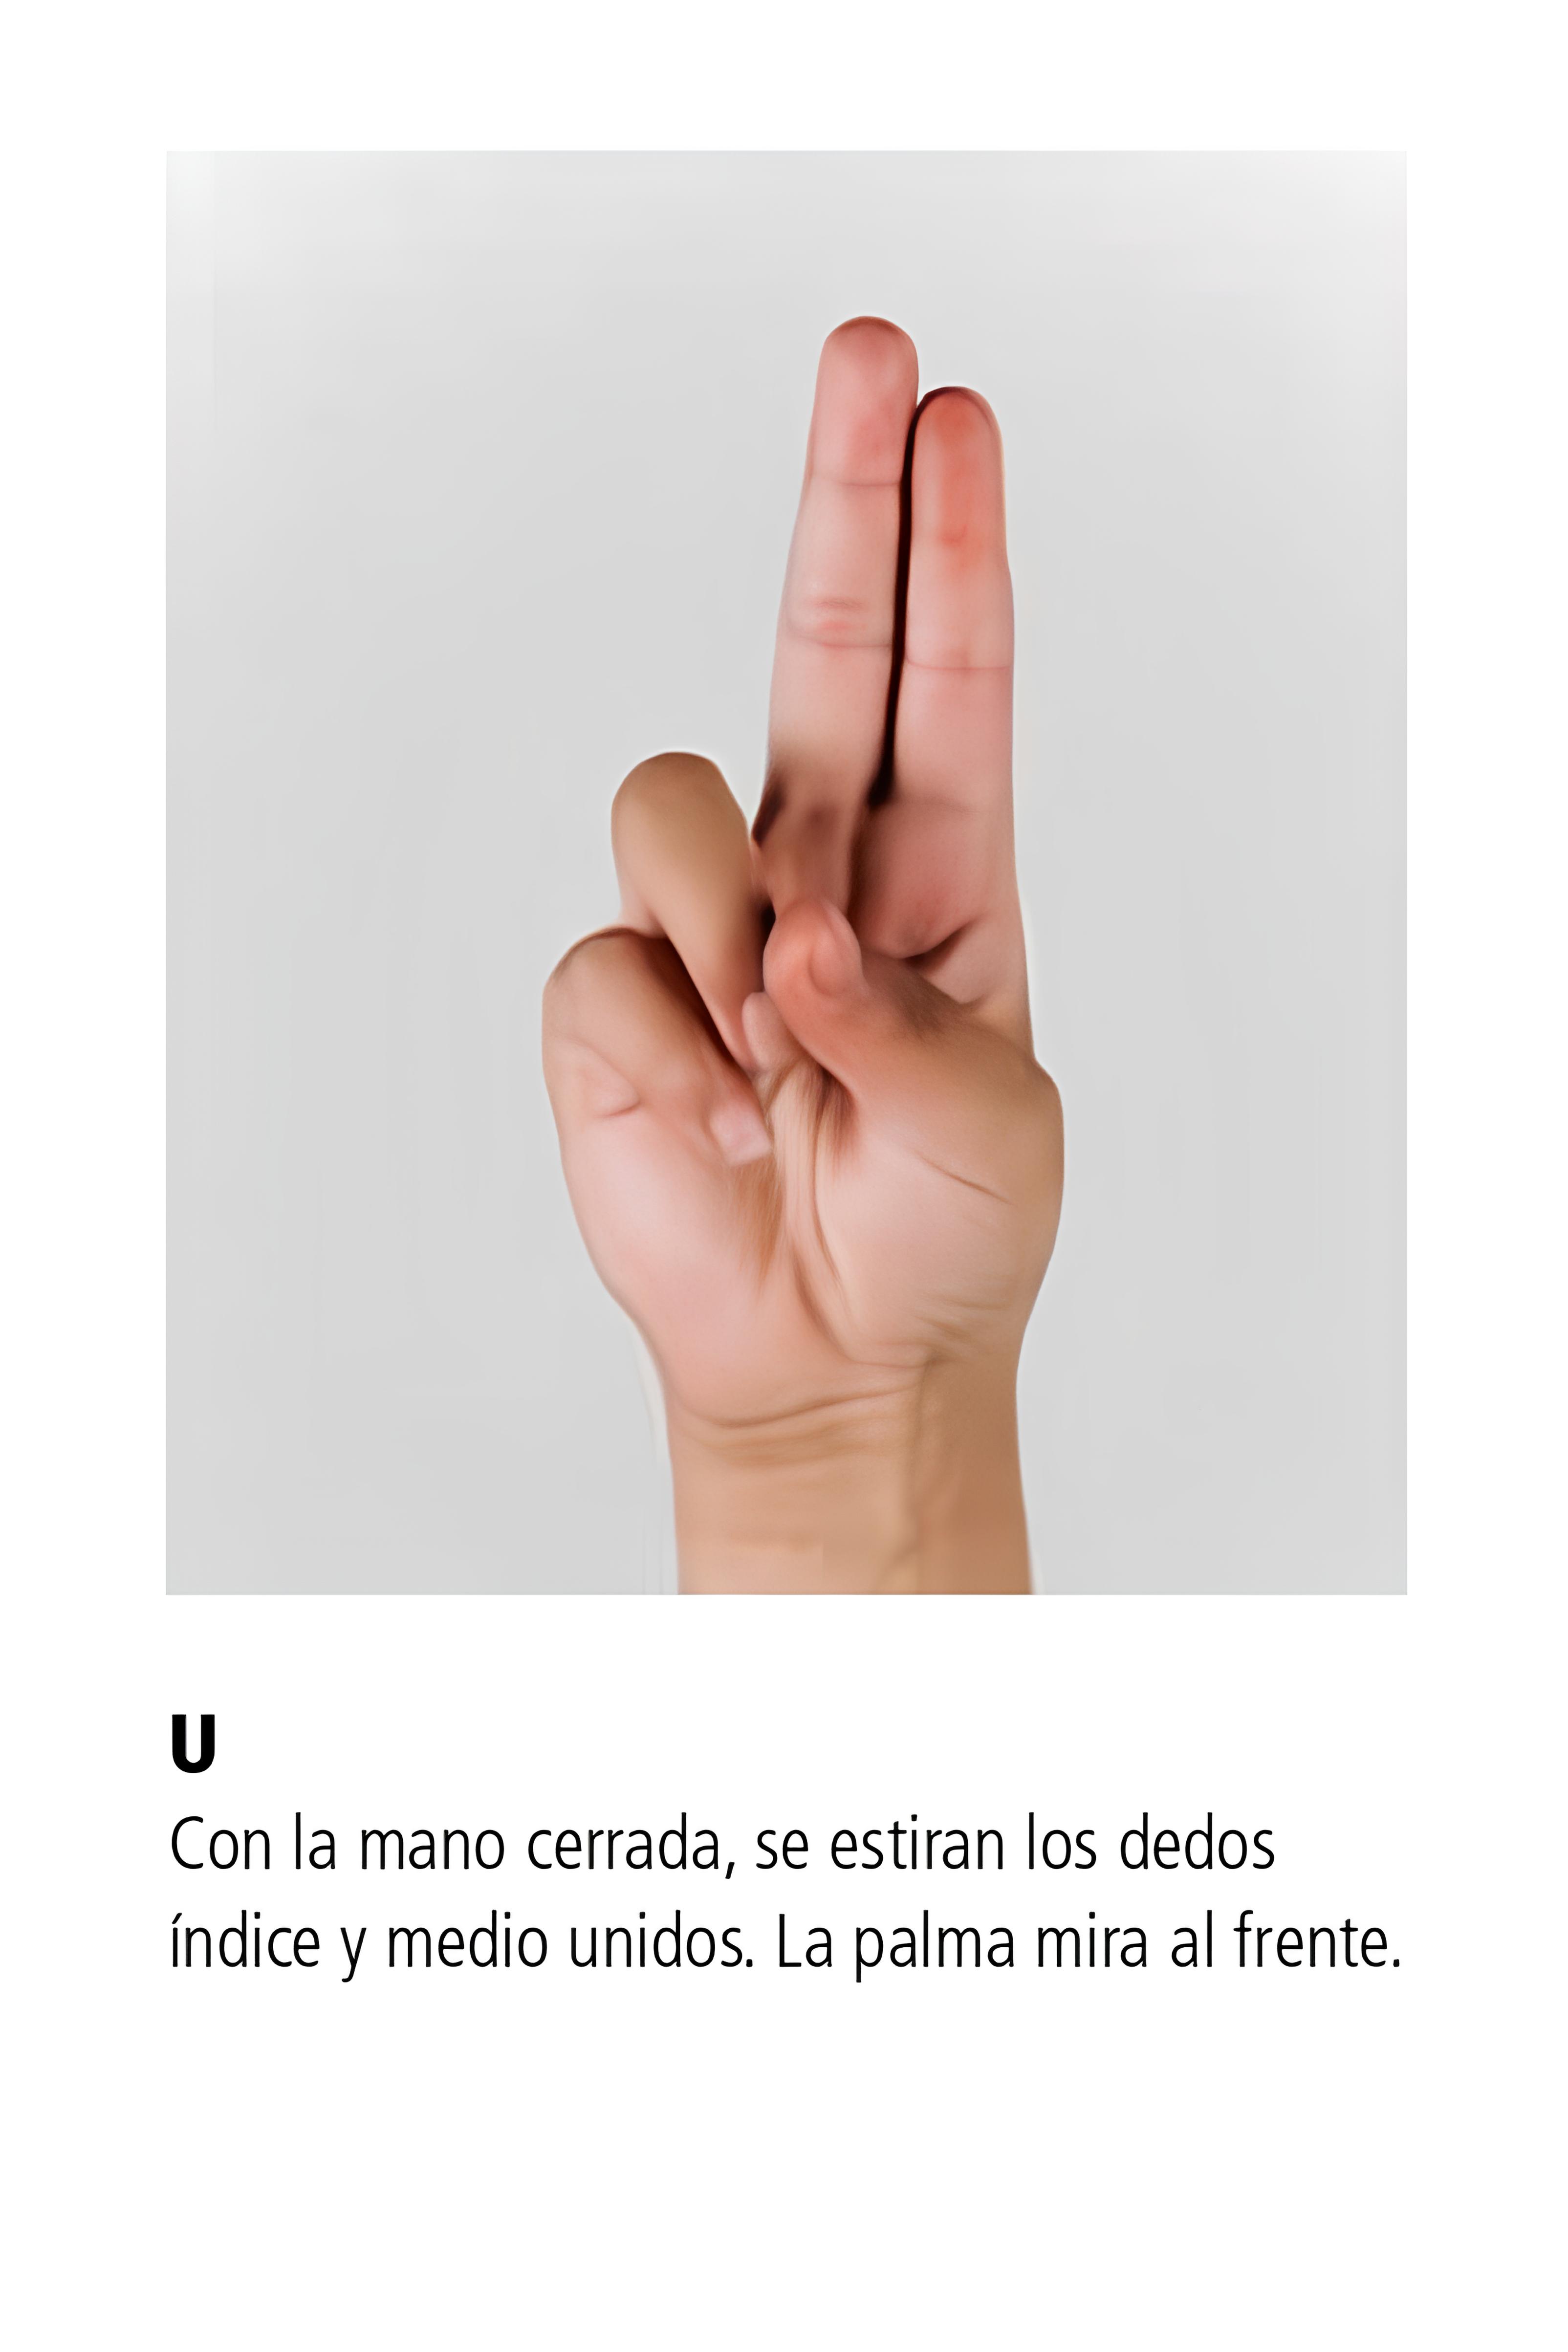 U
Con la mano cerrada, se estiran los dedos
índice y medio unidos. La palma mira al frente.